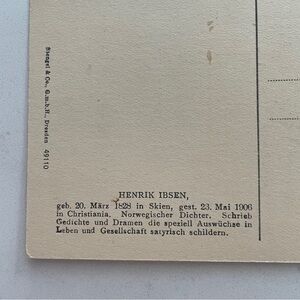 Stengel & Co., G.m.b.H., Dresden 49110
HENRIK IBSEN,
geb. 20. März 1828 in Skien, gest. 23. Mai 1906
in Christiania. Norwegischer Dichter. Schrieb
Gedichte und Dramen die speziell Auswüchse in
Leben und Gesellschaft satyrisch schildern.